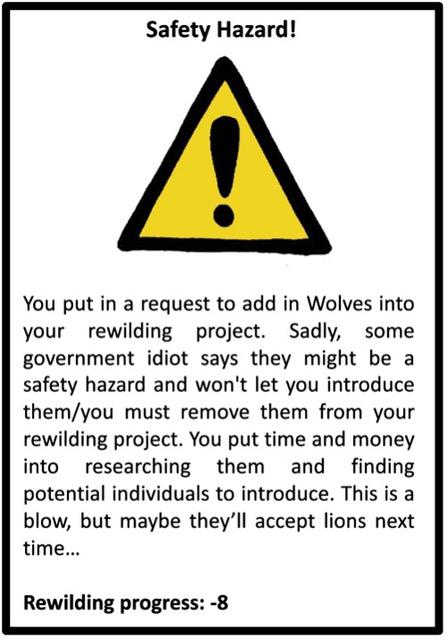 Safety Hazard!
You put in a request to add in Wolves into
your rewilding project. Sadly, some
government idiot says they might be a
safety hazard and won't let you introduce
them/you must remove them from your
rewilding project. You put time and money
into researching them and finding
potential individuals to introduce. This is a
blow, but maybe they’ll accept lions next
time…
Rewilding progress: -8